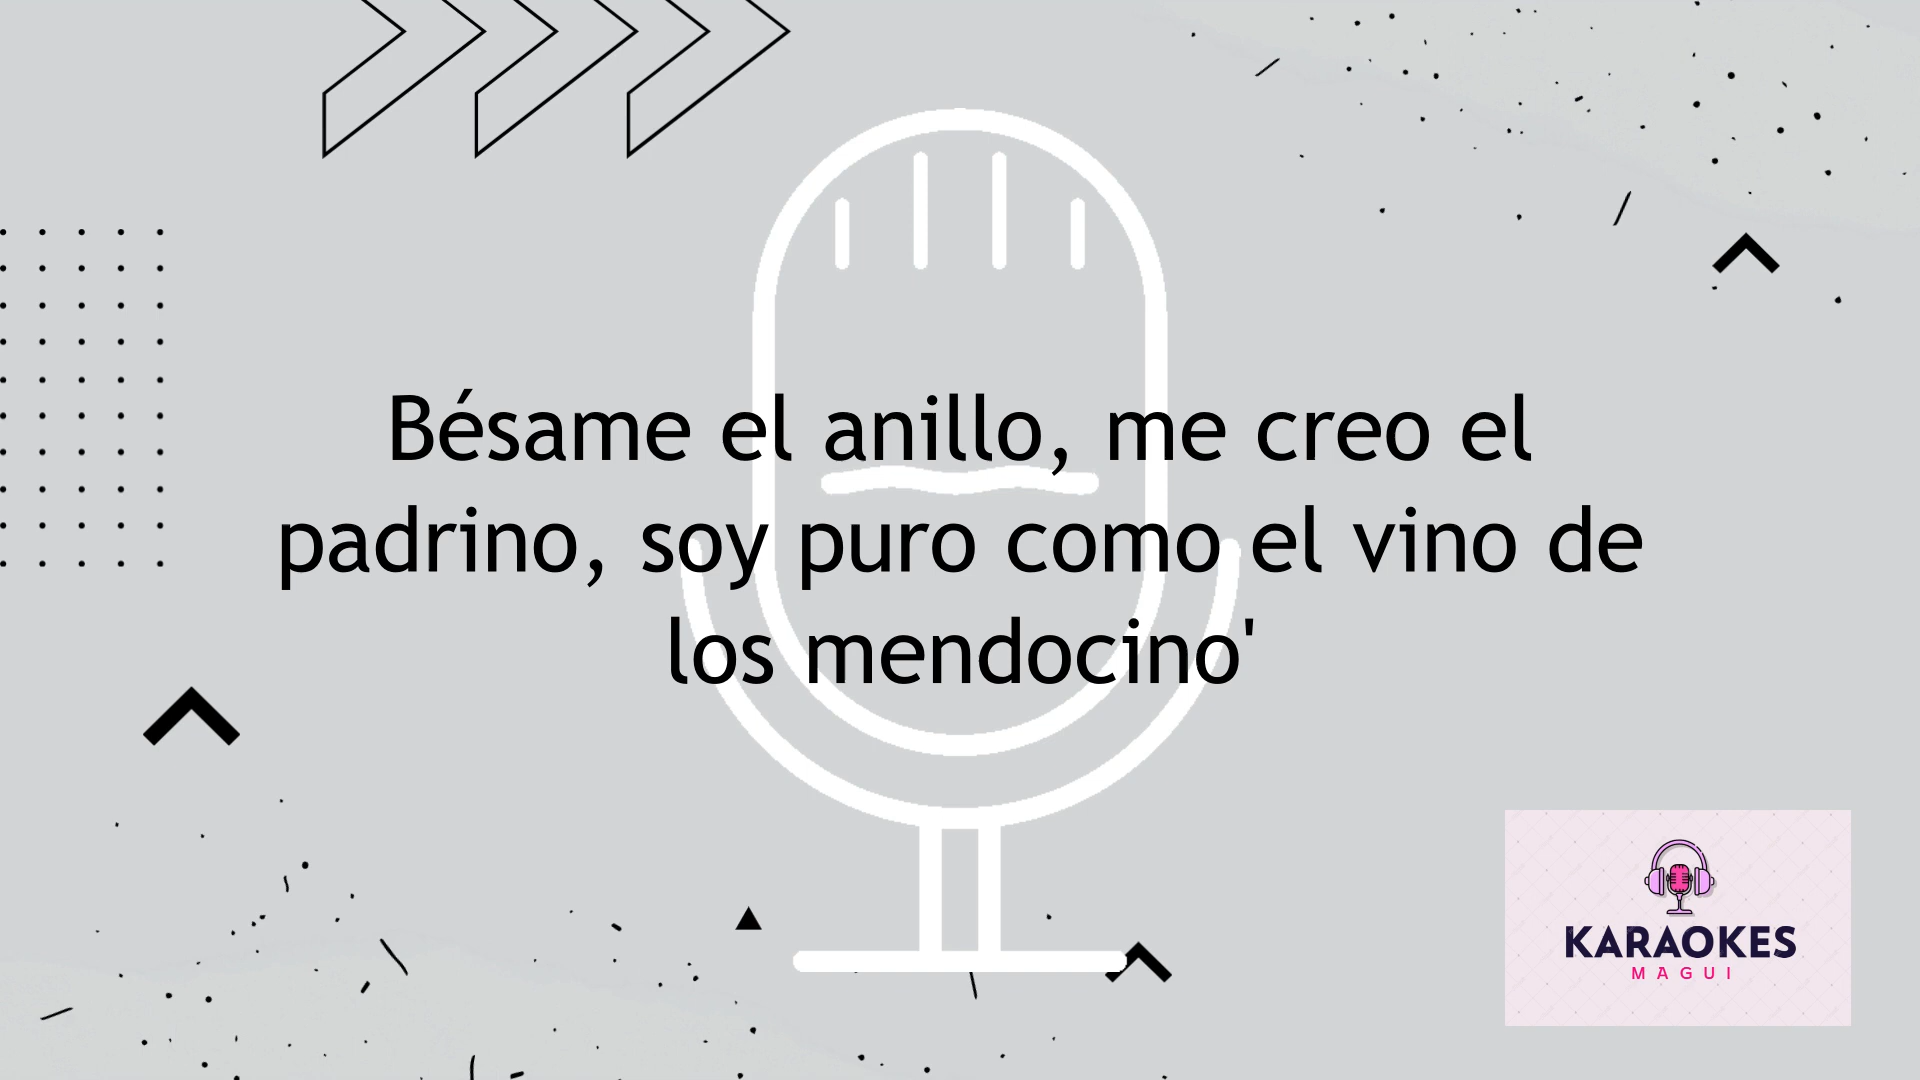 Bésame el anillo, me creo el
padrino, soy puro como el vino de
los mendocino'
KARAOKES
MAGUI